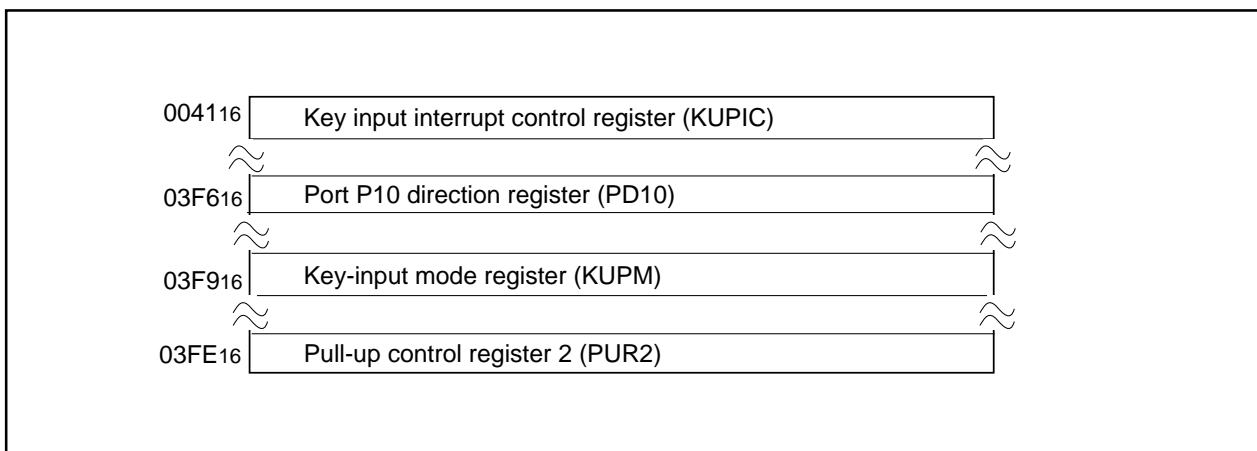 0041₁₆ Key input interrupt control register (KUPIC)
03F6₁₆ Port P10 direction register (PD10)
03F9₁₆ Key-input mode register (KUPM)
03FE₁₆ Pull-up control register 2 (PUR2)